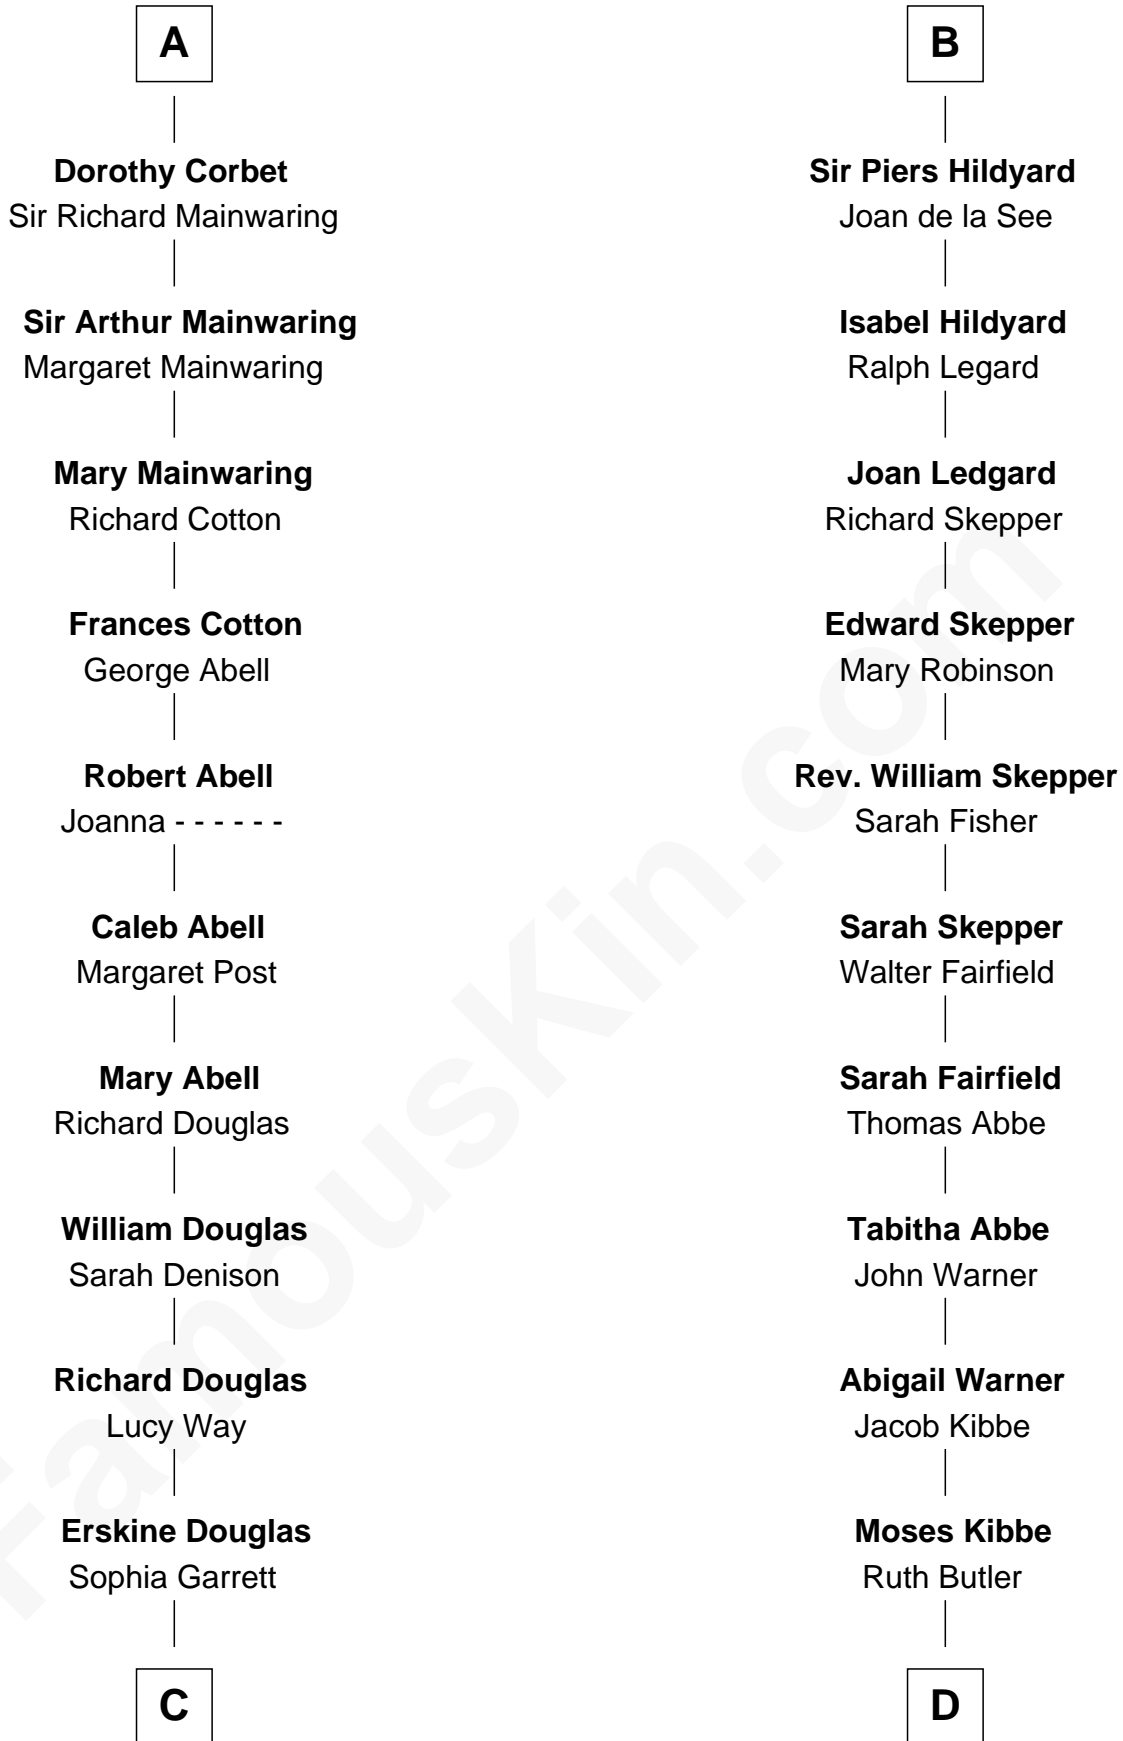 A
Dorothy Corbet
Sir Richard Mainwaring
Sir Arthur Mainwaring
Margaret Mainwaring
Mary Mainwaring
Richard Cotton
Frances Cotton
George Abell
Robert Abell
Joanna - - - - - -
Caleb Abell
Margaret Post
Mary Abell
Richard Douglas
William Douglas
Sarah Denison
Richard Douglas
Lucy Way
Erskine Douglas
Sophia Garrett
C
B
Sir Piers Hildyard
Joan de la See
Isabel Hildyard
Ralph Legard
Joan Ledgard
Richard Skepper
Edward Skepper
Mary Robinson
Rev. William Skepper
Sarah Fisher
Sarah Skepper
Walter Fairfield
Sarah Fairfield
Thomas Abbe
Tabitha Abbe
John Warner
Abigail Warner
Jacob Kibbe
Moses Kibbe
Ruth Butler
D
FamousKin.com